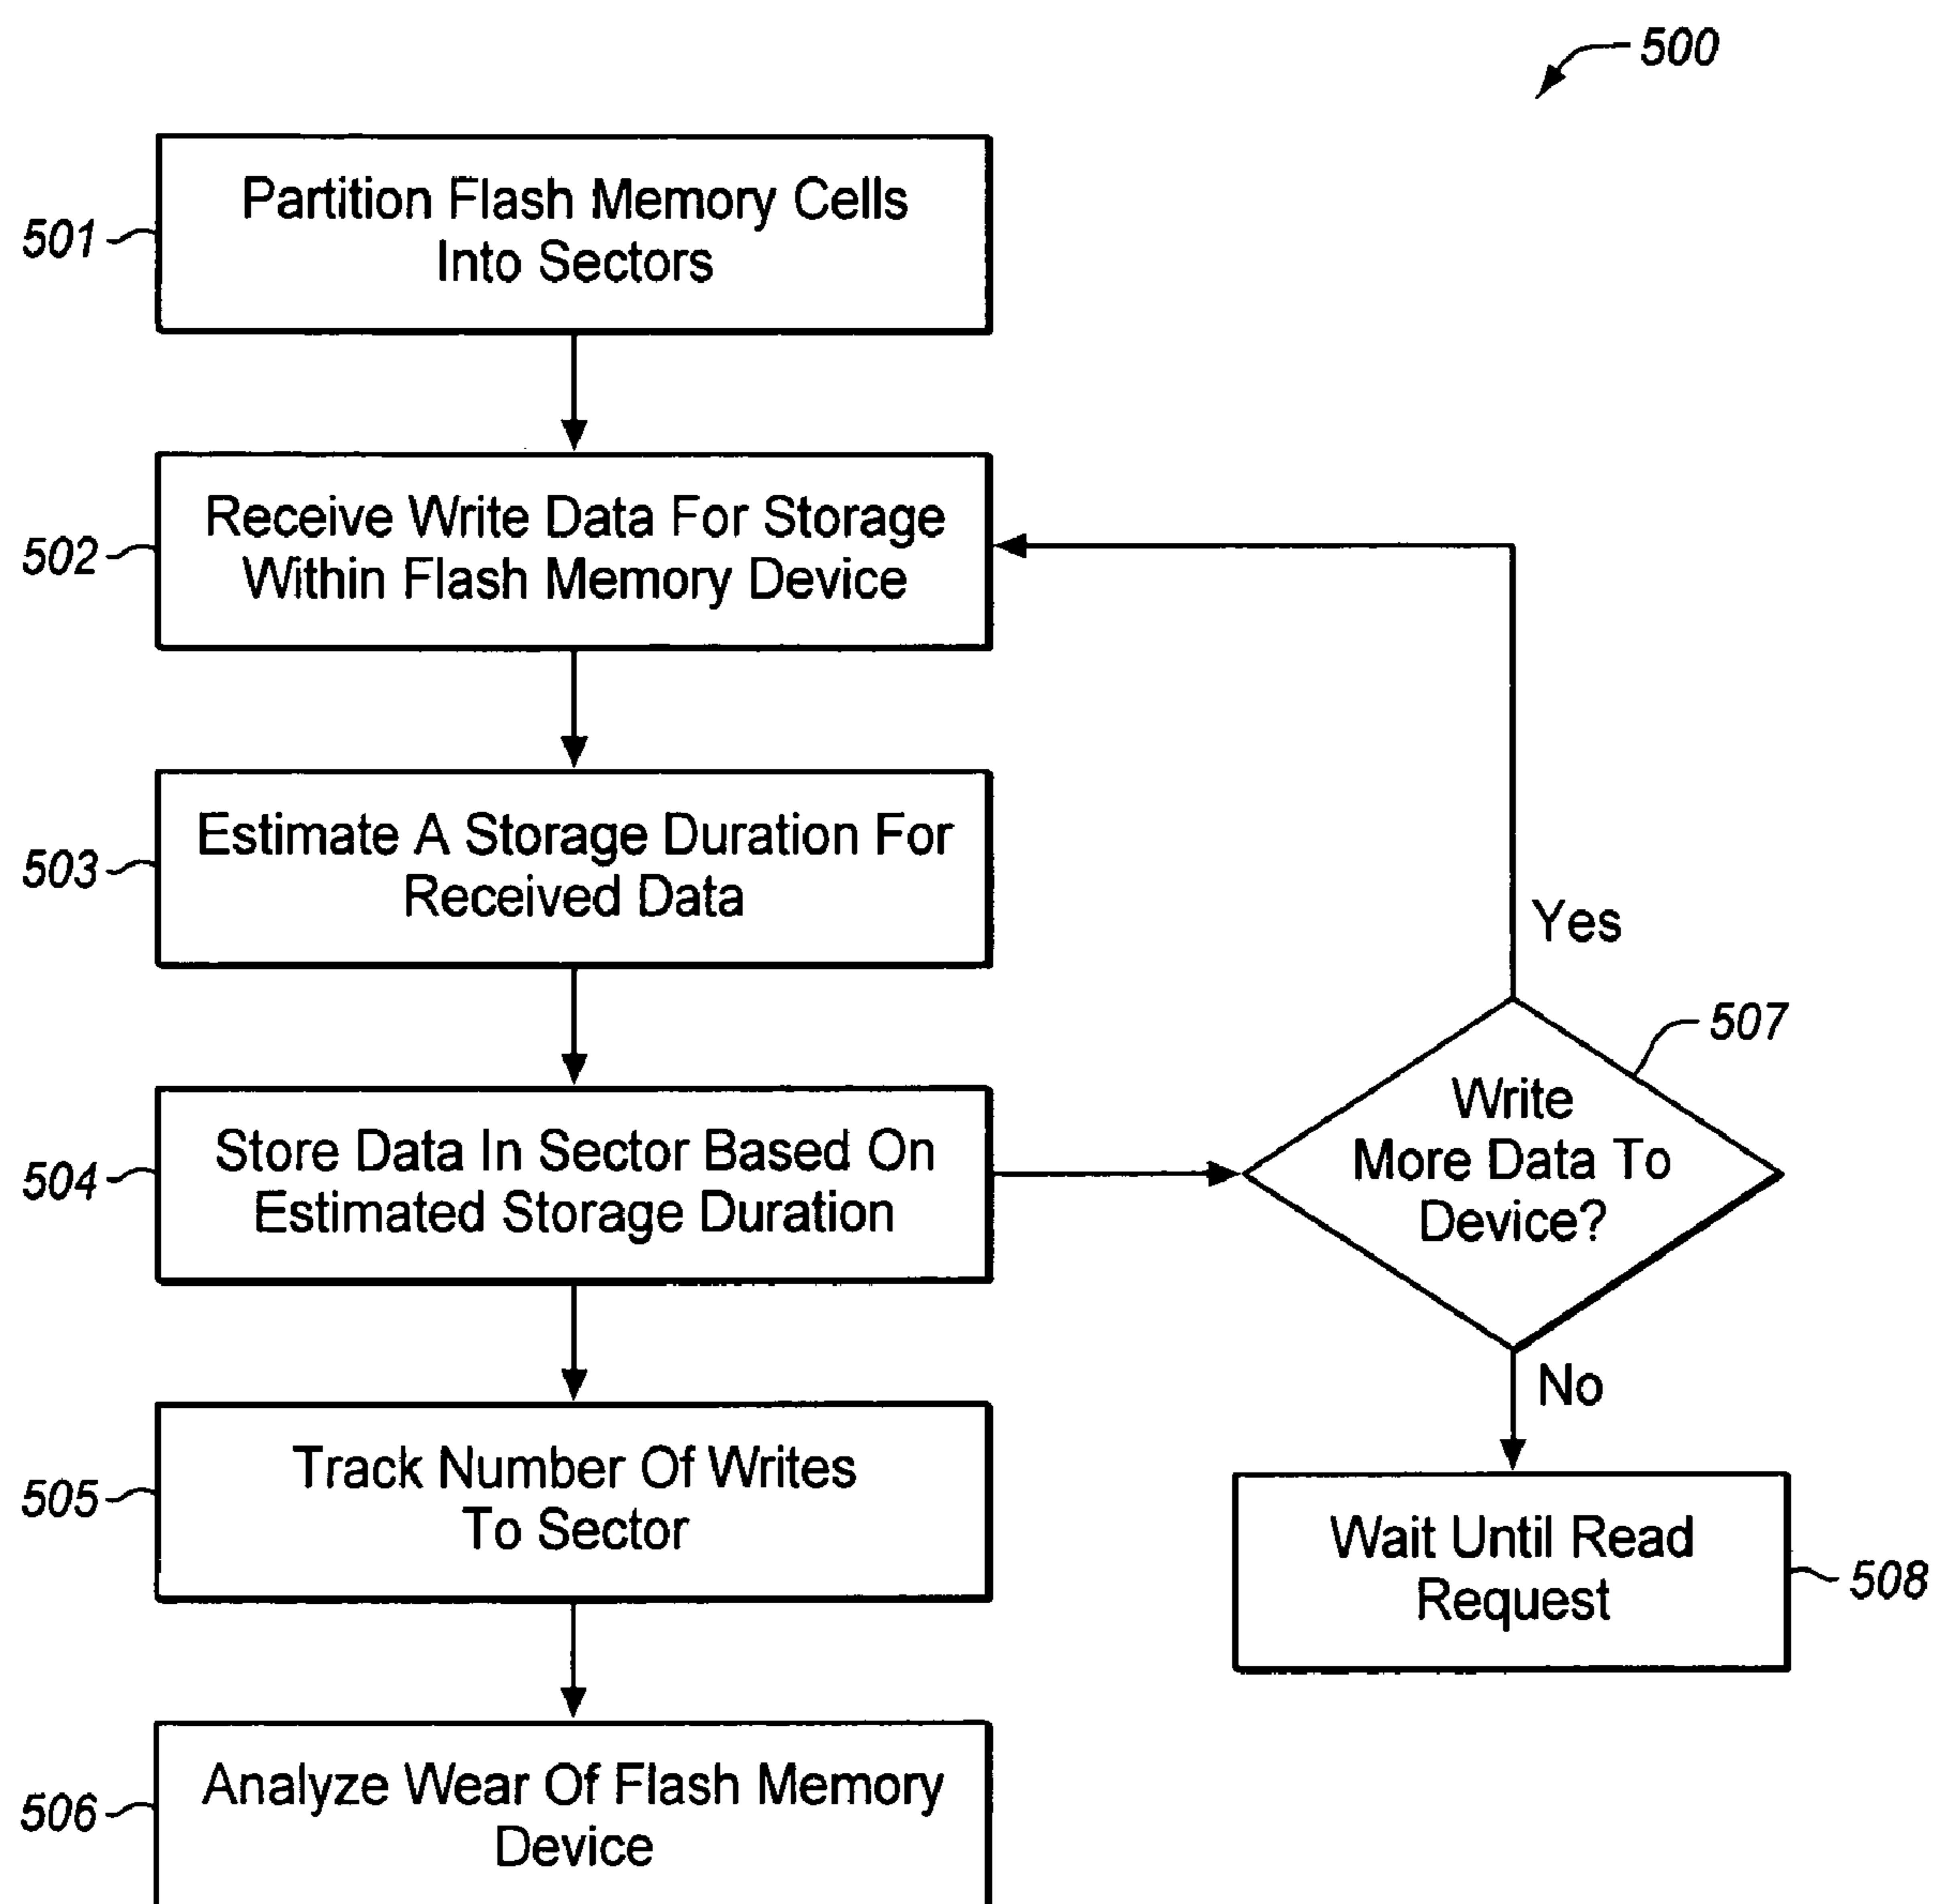 500
501
Partition Flash Memory Cells
Into Sectors
502
Receive Write Data For Storage
Within Flash Memory Device
503
Estimate A Storage Duration For
Received Data
Yes
507
504
Store Data In Sector Based On
Estimated Storage Duration
Write
More Data To
Device?
No
505
Track Number Of Writes
To Sector
Wait Until Read
Request
508
506
Analyze Wear Of Flash Memory
Device